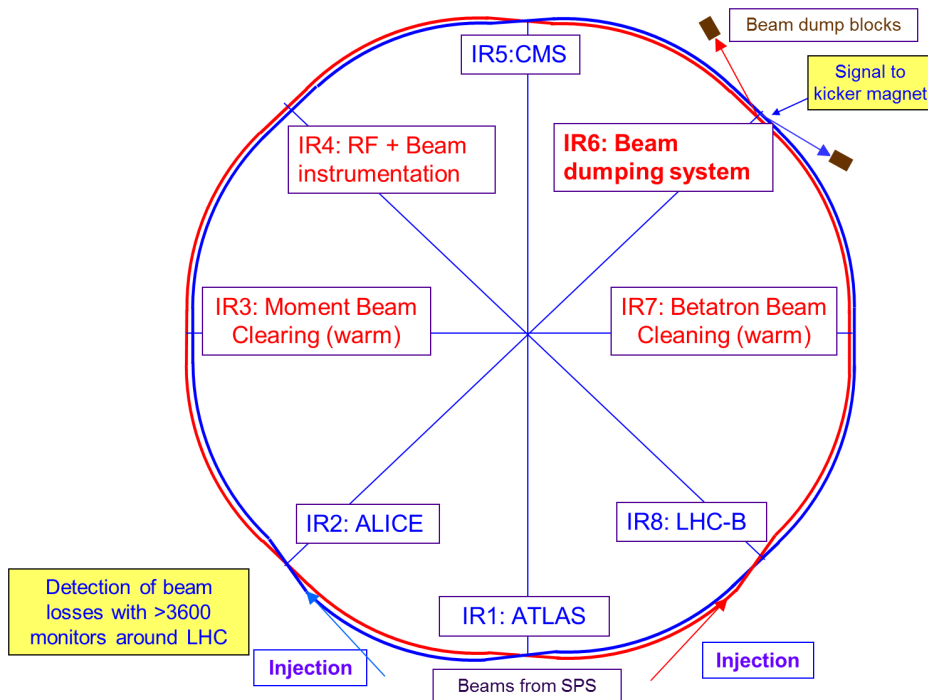 Beam dump blocks
IR5:CMS
Signal to
kicker magnet
IR4: RF + Beam
instrumentation
IR6: Beam
dumping system
IR3: Moment Beam
Clearing (warm)
IR7: Betatron Beam
Cleaning (warm)
IR2: ALICE
IR8: LHC-B
Detection of beam
losses with >3600
monitors around LHC
IR1: ATLAS
Injection
Injection
Beams from SPS